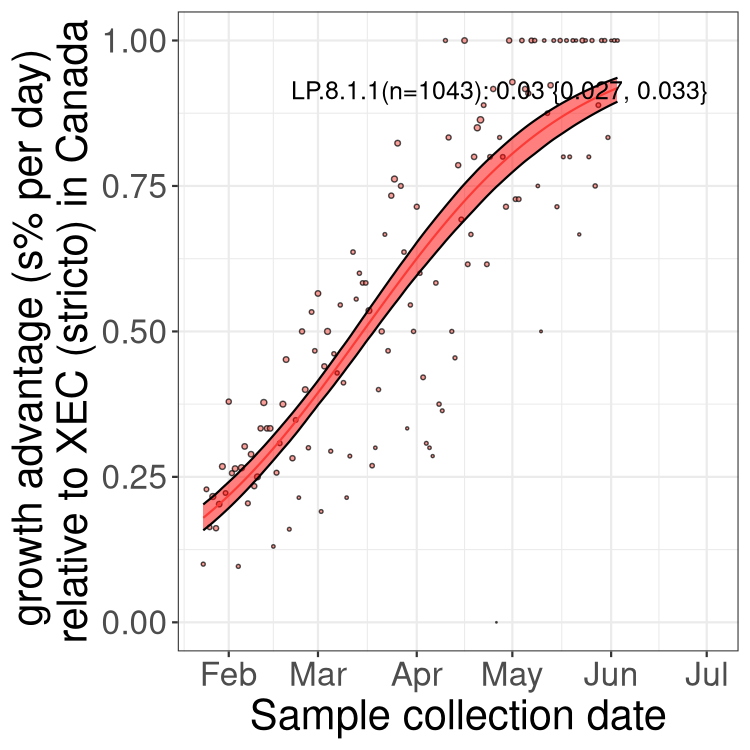 growth advantage (s% per day)
relative to XEC (stricto) in Canada
1.00
0.75
0.50
0.25
0.00
LP.8.1.1(n=1043): 0.03 {0.027, 0.033}
Feb Mar Apr May Jun Jul
Sample collection date